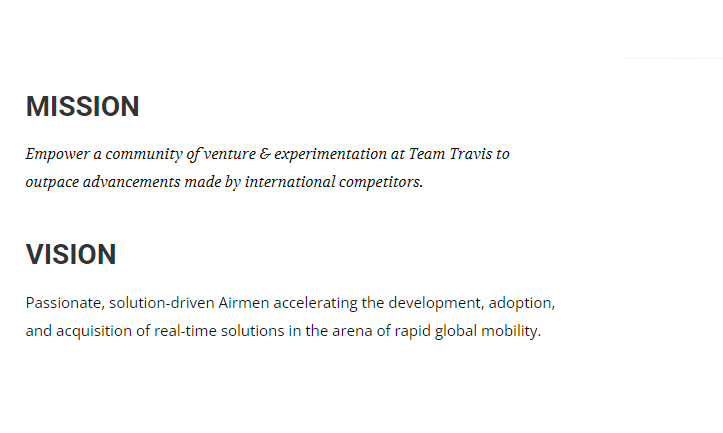 MISSION
Empower a community of venture & experimentation at Team Travis to
outpace advancements made by international competitors.
VISION
Passionate, solution-driven Airmen accelerating the development, adoption,
and acquisition of real-time solutions in the arena of rapid global mobility.